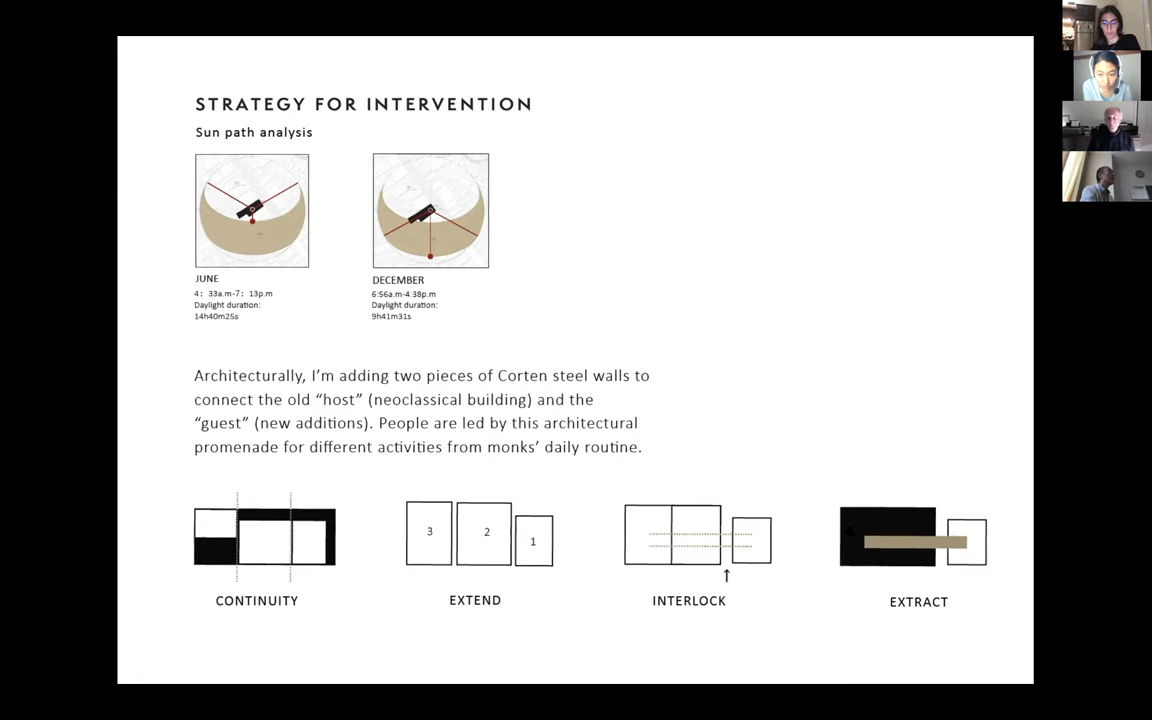 STRATEGY FOR INTERVENTION
Sun path analysis
JUNE
4: 33a.m-7: 13p.m
Daylight duration:
14h40m25s
DECEMBER
6:56a.m-4:38p.m
Daylight duration:
9h41m31s
Architecturally, I’m adding two pieces of Corten steel walls to
connect the old “host” (neoclassical building) and the
“guest” (new additions). People are led by this architectural
promenade for different activities from monks’ daily routine.
3
2
1
CONTINUITY
EXTEND
INTERLOCK
EXTRACT